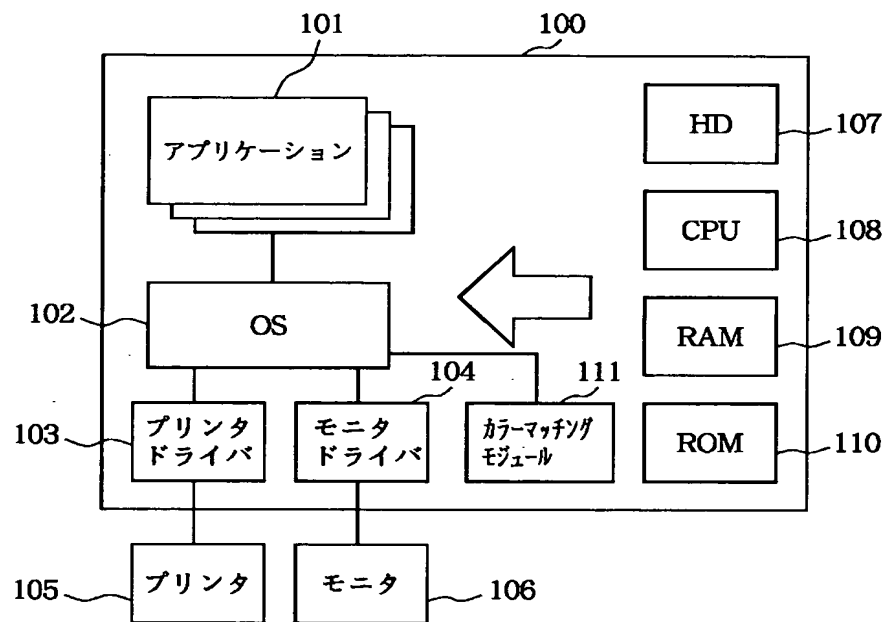 101
100
アプリケーション
HD
107
CPU
108
102
OS
RAM
109
104
111
103
プリンタ
ドライバ
モニタ
ドライバ
カラーマッチング
モジュール
ROM
110
105
プリンタ
モニタ
106